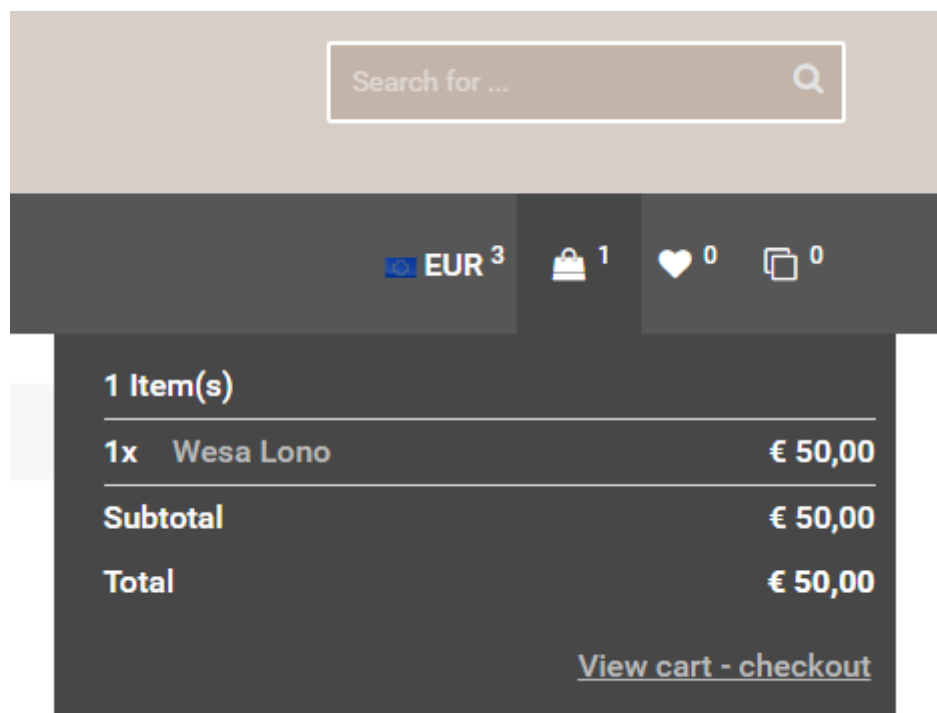 Search for ...
EUR 3 1 0 0
1 Item(s)
1x Wesa Lono € 50,00
Subtotal € 50,00
Total € 50,00
View cart - checkout